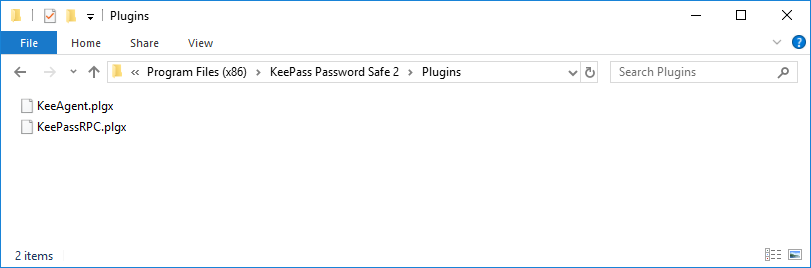 Plugins
File Home Share View
« Program Files (x86) > KeePass Password Safe 2 > Plugins Search Plugins
KeeAgent.plgx
KeePassRPC.plgx
2 items